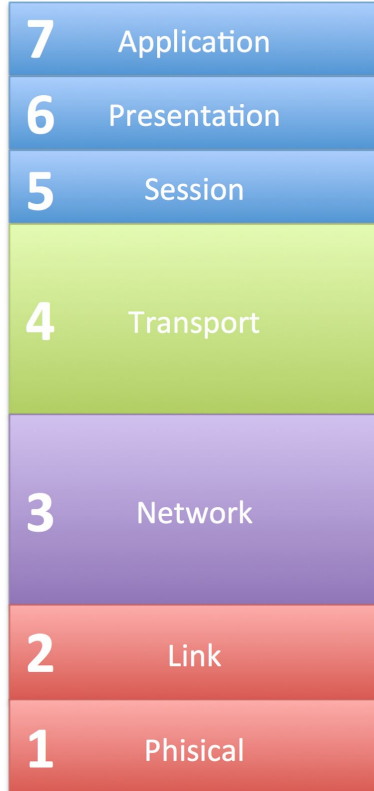 7 Application
6 Presentation
5 Session
4 Transport
3 Network
2 Link
1 Phisical